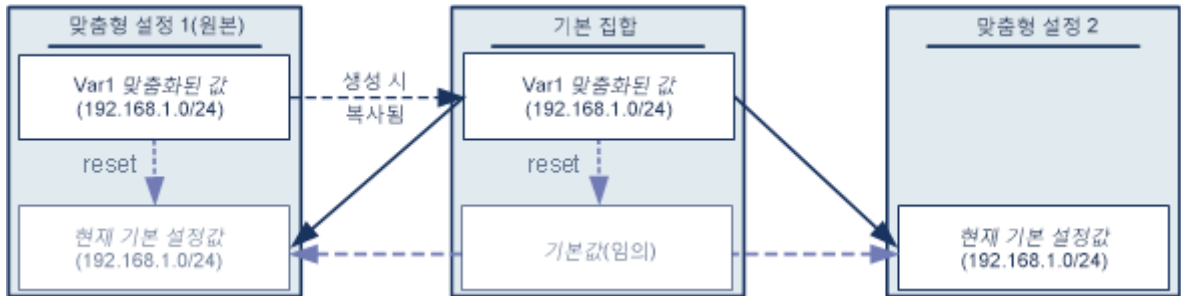 맞춤형 설정 1(원본)
Var1 맞춤화된 값
(192.168.1.0/24)
reset
현재 기본 설정값
(192.168.1.0/24)
생성 시
복사됨
기본 집합
Var1 맞춤화된 값
(192.168.1.0/24)
reset
기본값(임의)
맞춤형 설정 2
현재 기본 설정값
(192.168.1.0/24)